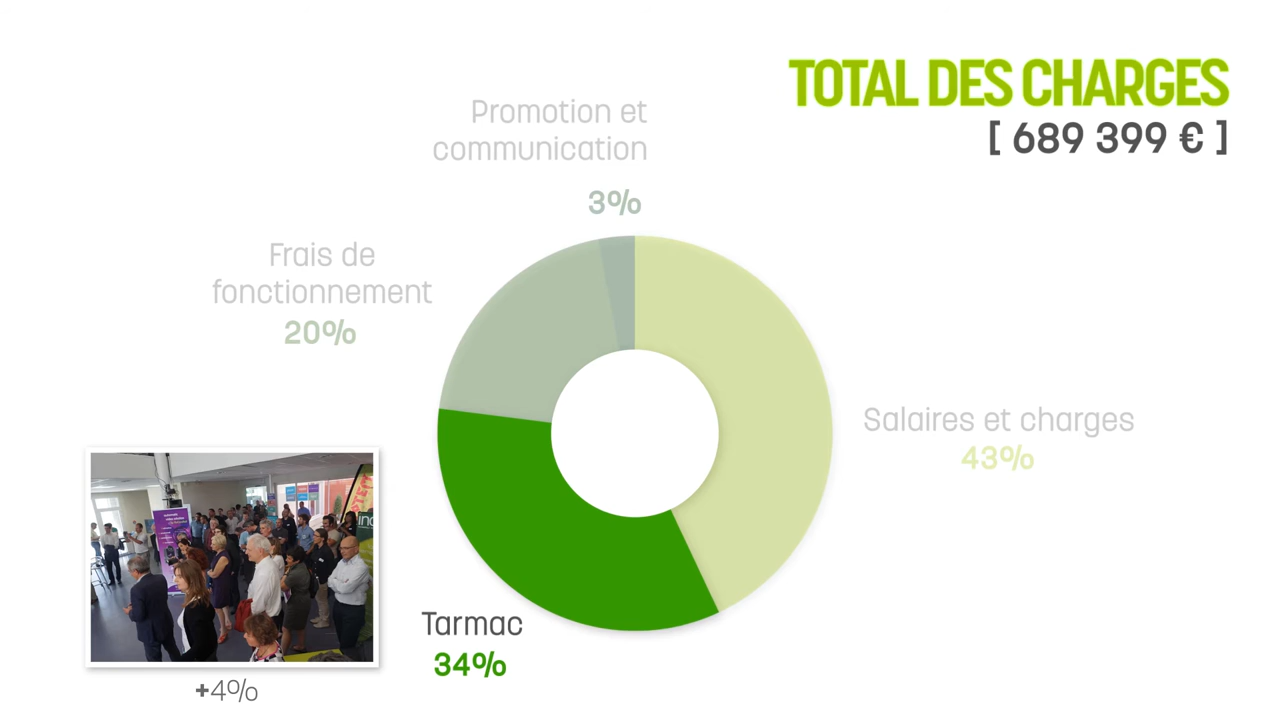 TOTAL DES CHARGES
[ 689 399 € ]
Promotion et
communication
3%
Frais de
fonctionnement
20%
Salaires et charges
43%
Tarmac
34%
+4%